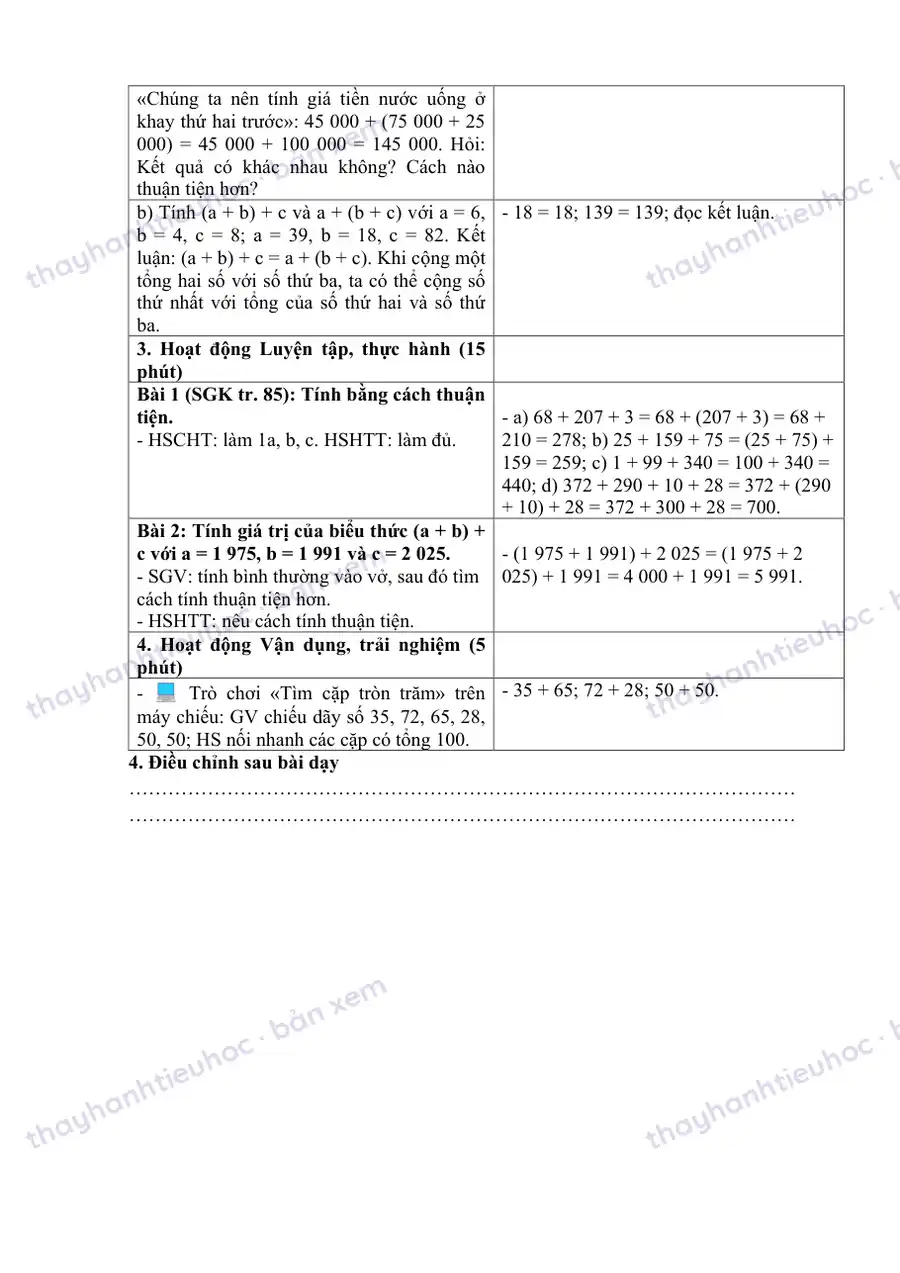 «Chúng ta nên tính giá tiền nước uống ở
khay thứ hai trước»: 45 000 + (75 000 + 25
000) = 45 000 + 100 000 = 145 000. Hỏi:
Kết quả có khác nhau không? Cách nào
thuận tiện hơn?
b) Tính (a + b) + c và a + (b + c) với a = 6,
b = 4, c = 8; a = 39, b = 18, c = 82. Kết
luận: (a + b) + c = a + (b + c). Khi cộng một
tổng hai số với số thứ ba, ta có thể cộng số
thứ nhất với tổng của số thứ hai và số thứ
ba.
- 18 = 18; 139 = 139; đọc kết luận.
3. Hoạt động Luyện tập, thực hành (15
phút)
Bài 1 (SGK tr. 85): Tính bằng cách thuận
tiện.
- HSCHT: làm 1a, b, c. HSHTT: làm đủ.
- a) 68 + 207 + 3 = 68 + (207 + 3) = 68 +
210 = 278; b) 25 + 159 + 75 = (25 + 75) +
159 = 259; c) 1 + 99 + 340 = 100 + 340 =
440; d) 372 + 290 + 10 + 28 = 372 + (290
+ 10) + 28 = 372 + 300 + 28 = 700.
Bài 2: Tính giá trị của biểu thức (a + b) +
c với a = 1 975, b = 1 991 và c = 2 025.
- SGV: tính bình thường vào vở, sau đó tìm
cách tính thuận tiện hơn.
- HSHTT: nêu cách tính thuận tiện.
- (1 975 + 1 991) + 2 025 = (1 975 + 2
025) + 1 991 = 4 000 + 1 991 = 5 991.
4. Hoạt động Vận dụng, trải nghiệm (5
phút)
- Trò chơi «Tìm cặp tròn trăm» trên
máy chiếu: GV chiếu dãy số 35, 72, 65, 28,
50, 50; HS nối nhanh các cặp có tổng 100.
- 35 + 65; 72 + 28; 50 + 50.
4. Điều chỉnh sau bài dạy
……………………………………………………………………………………………
……………………………………………………………………………………………
thayhanhtieuhoc · bản xem
thayhanhtieuhoc · b
thayhanhtieuhoc · bản xem
thayhanhtieuhoc · b
thayhanhtieuhoc · bản xem
thayhanhtieuhoc · b